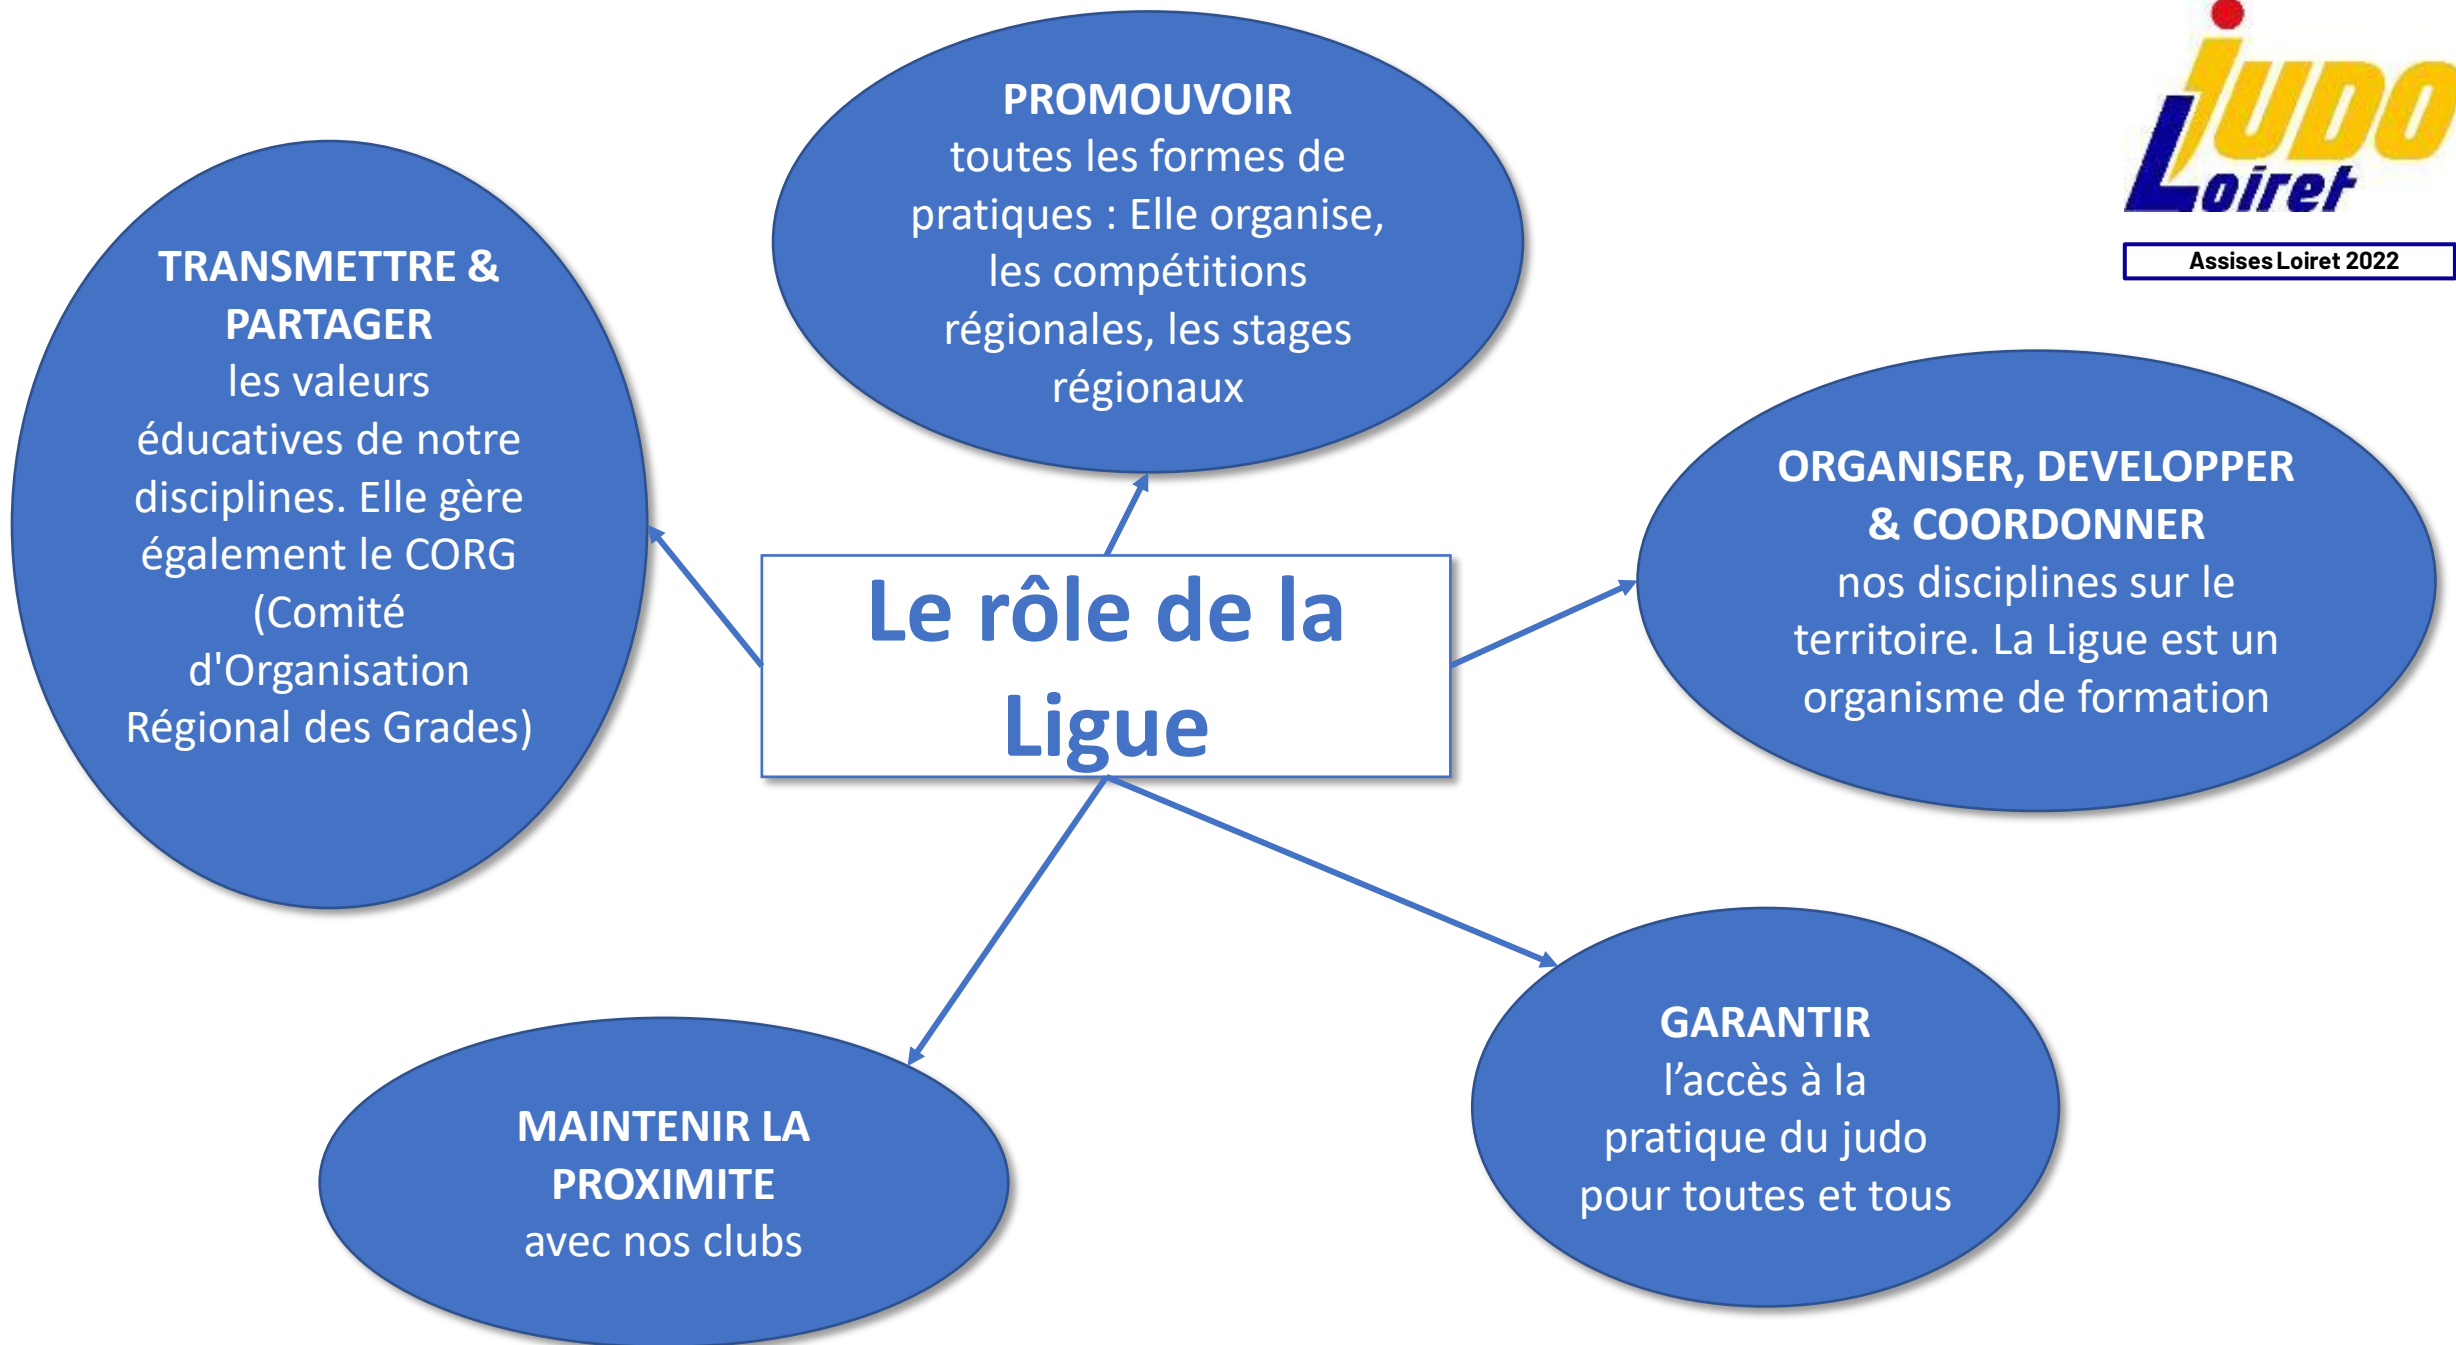 PROMOUVOIR
toutes les formes de
pratiques : Elle organise,
les compétitions
régionales, les stages
régionaux
JUDO
Loiret
Assises Loiret 2022
TRANSMETTRE &
PARTAGER
les valeurs
éducatives de notre
disciplines. Elle gère
également le CORG
(Comité
d'Organisation
Régional des Grades)
ORGANISER, DEVELOPPER
& COORDONNER
nos disciplines sur le
territoire. La Ligue est un
organisme de formation
Le rôle de la
Ligue
MAINTENIR LA
PROXIMITE
avec nos clubs
GARANTIR
l’accès à la
pratique du judo
pour toutes et tous